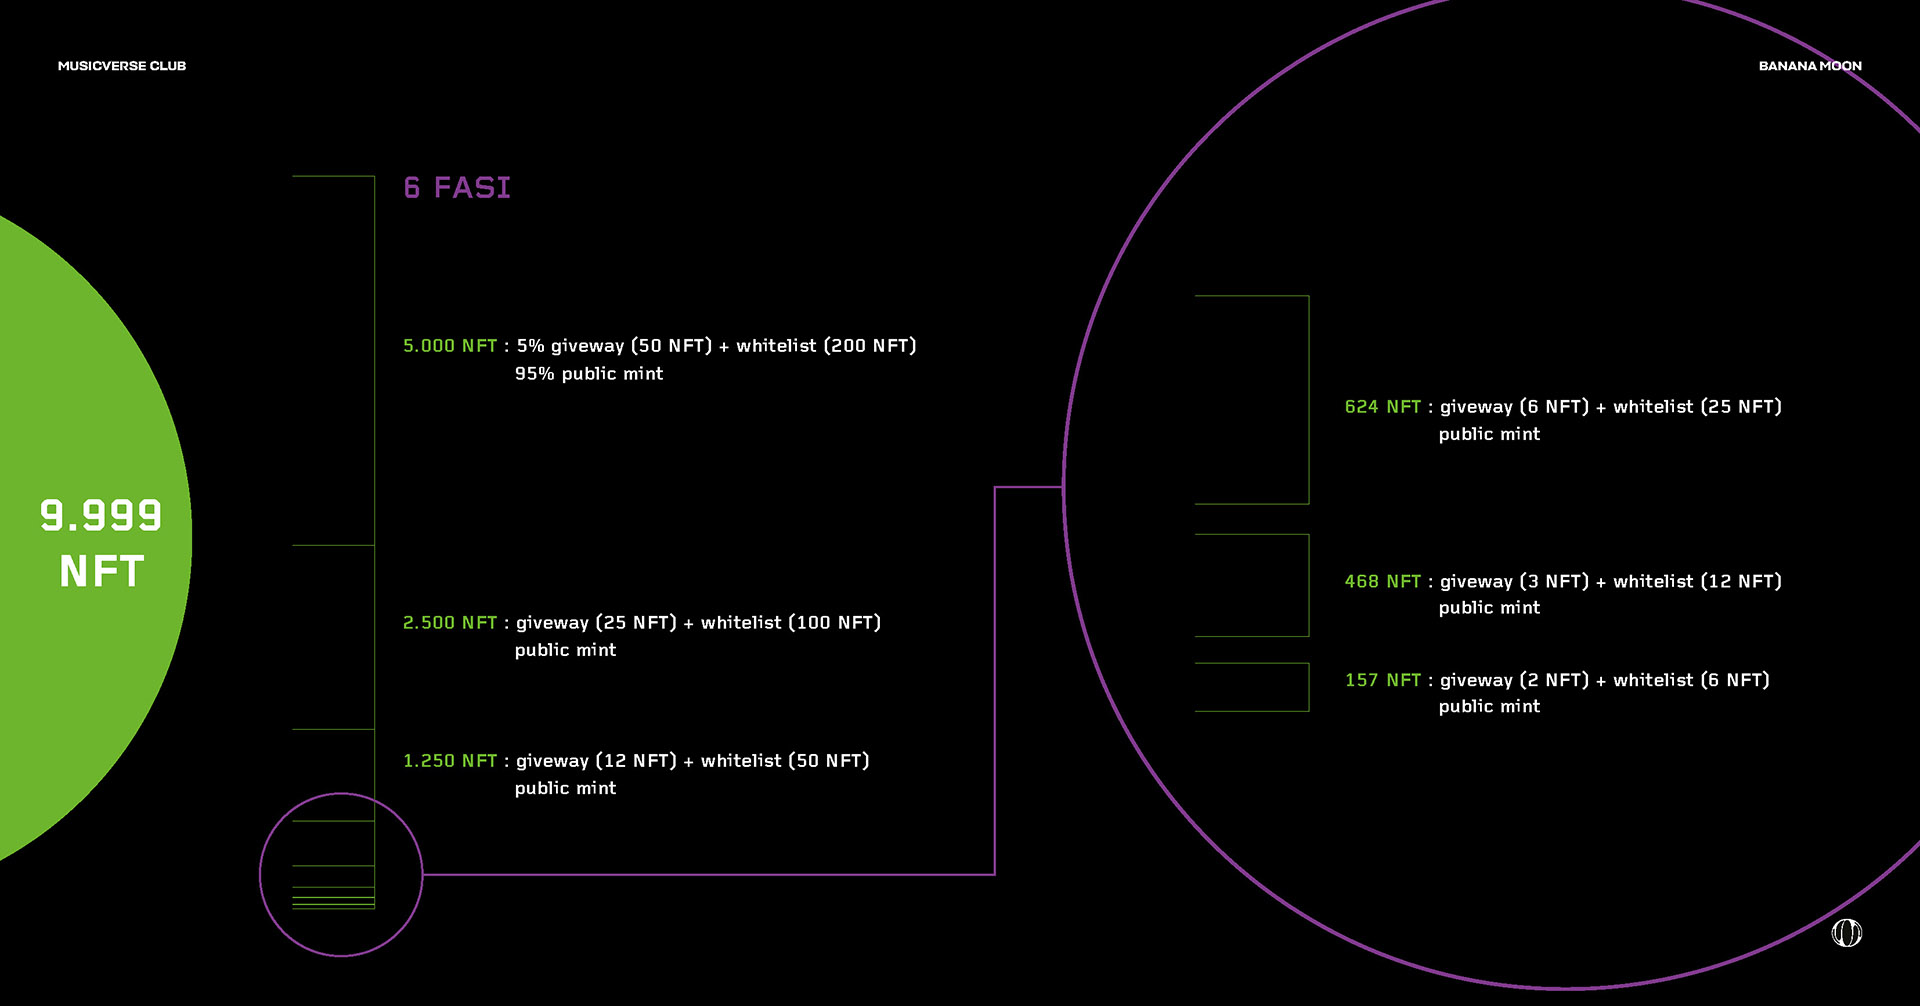 MUSICVERSE CLUB
BANANA MOON
6 FASI
9.999
NFT
5.000 NFT : 5% giveway (50 NFT) + whitelist (200 NFT)
95% public mint
2.500 NFT : giveway (25 NFT) + whitelist (100 NFT)
public mint
1.250 NFT : giveway (12 NFT) + whitelist (50 NFT)
public mint
624 NFT : giveway (6 NFT) + whitelist (25 NFT)
public mint
468 NFT : giveway (3 NFT) + whitelist (12 NFT)
public mint
157 NFT : giveway (2 NFT) + whitelist (6 NFT)
public mint